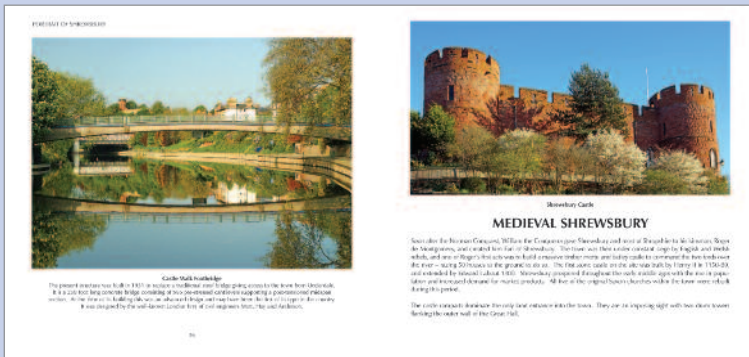 PORTRAIT OF SHREWSBURY
Castle Walk Footbridge
The present structure was built in 1951 to replace a traditional steel bridge giving access to the town from Underdale.
It is a 230 foot long concrete bridge consisting of two pre-stressed cantilevers supporting a post-tensioned midspan
section. At the time of its building this was an advanced design and may have been the first of its type in the country.
It was designed by the well-known London firm of civil engineers Mott, Hay and Anderson.
Shrewsbury Castle
MEDIEVAL SHREWSBURY
Soon after the Norman Conquest, William the Conqueror gave Shrewsbury and most of Shropshire to his kinsman, Roger
de Montgomery, and created him Earl of Shrewsbury. The town was then under constant siege by English and Welsh
rebels, and one of Roger's first acts was to build a massive timber motte and bailey castle to command the two fords over
the river – razing 50 houses to the ground to do so. The first stone castle on the site was built by Henry II in
and extended by Edward I about 1300. Shrewsbury prospered throughout the early middle ages with the rise in popu-
lation and increased demand for market products. All five of the original Saxon churches within the town were rebuilt
during this period.
The castle ramparts dominate the only land entrance into the town. They are an imposing sight with two drum towers
flanking the outer wall of the Great Hall.